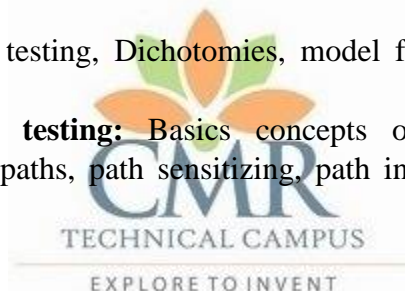 testing, Dichotomies, model f
testing: Basics concepts o
paths, path sensitizing, path in
CMR
TECHNICAL CAMPUS
EXPLORE TO INVENT